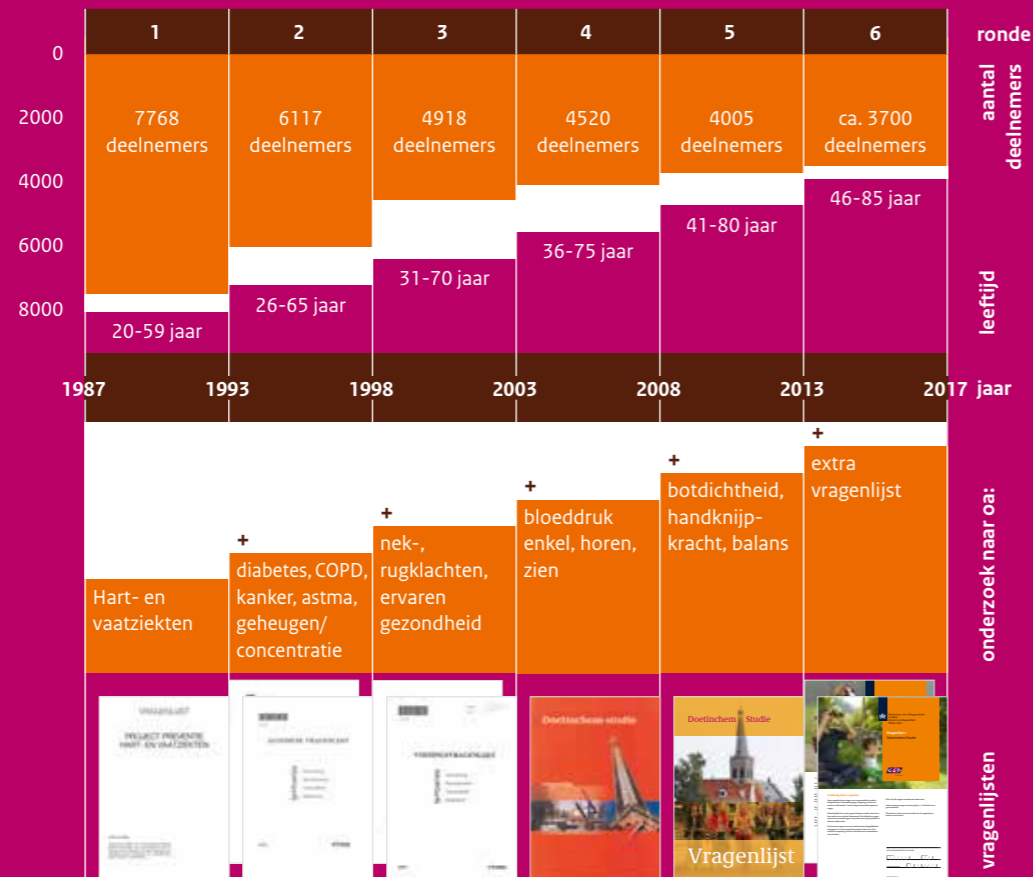 1 2 3 4 5 6 ronde
0
2000
4000
6000
8000
7768
deelnemers
6117
deelnemers
4918
deelnemers
4520
deelnemers
4005
deelnemers
ca. 3700
deelnemers
aantal
deelnemers
20-59 jaar
26-65 jaar
31-70 jaar
36-75 jaar
41-80 jaar
46-85 jaar
leeftijd
1987 1993 1998 2003 2008 2013 2017 jaar
Hart- en
vaatziekten
+
diabetes, COPD,
kanker, astma,
geheugen/
concentratie
+
nek-,
rugklachten,
ervaren
gezondheid
+
bloeddruk
enkel, horen,
zien
+
botdichtheid,
handknijp-
kracht, balans
+
extra
vragenlijst
onderzoek naar oa:
VRAGENLIJST
PROJECT PREVENTIE
HART- EN VAATZIEKTEN
Doetinchem studie
Doetinchem Studie
Vragenlijst
vragenlijsten